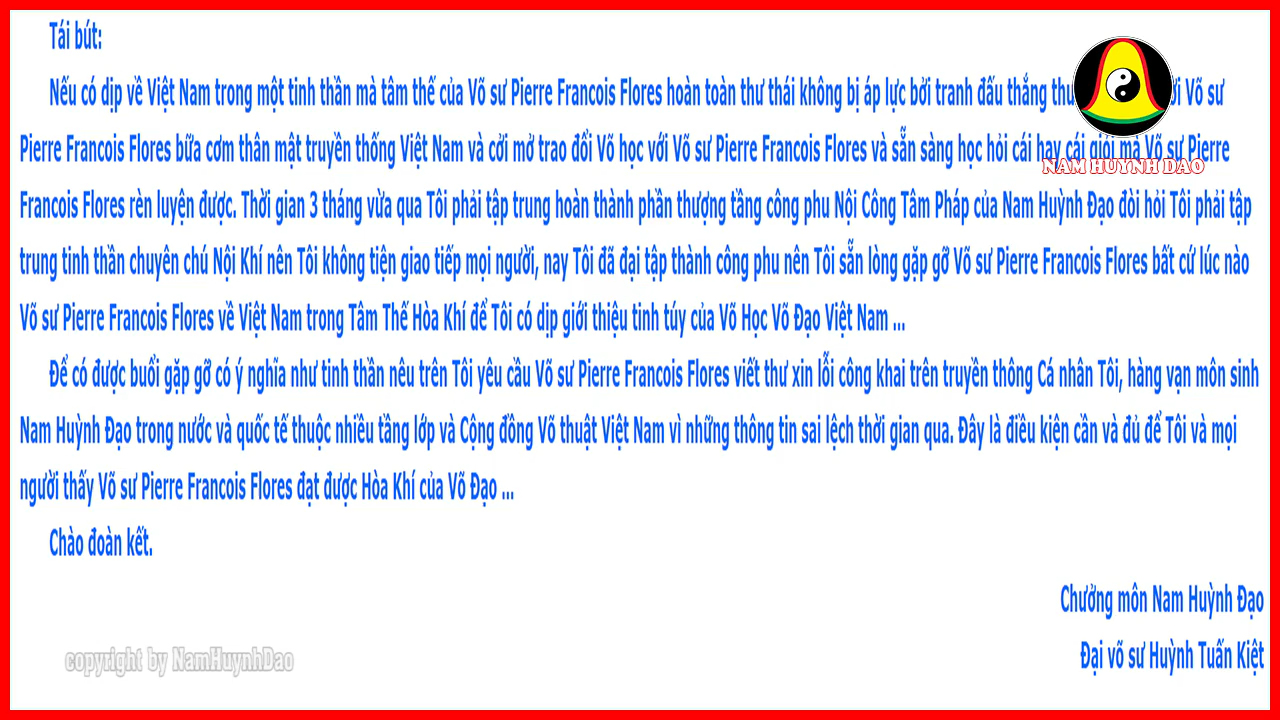 Tái bút:
Nếu có dịp về Việt Nam trong một tinh thần mà tâm thế của Võ sư Pierre Francois Flores hoàn toàn thư thái không bị áp lực bởi tranh đấu thắng Võ sư
Pierre Francois Flores bữa cơm thân mật truyền thống Việt Nam và cởi mở trao đổi Võ học với Võ sư Pierre Francois Flores và sẵn sàng học hỏi cái hay cái giỏi mà Võ sư Pierre
NAM HUYNH DAO
Francois Flores rèn luyện được. Thời gian 3 tháng vừa qua Tôi phải tập trung hoàn thành phần thượng tầng công phu Nội Công Tâm Pháp của Nam Huỳnh Đạo đòi hỏi Tôi phải tập
trung tinh thần chuyên chú Nội Khí nên Tôi không tiện giao tiếp mọi người, nay Tôi đã đại tập thành công phu nên Tôi sẵn lòng gặp gỡ Võ sư Pierre Francois Flores bất cứ lúc nào
Võ sư Pierre Francois Flores về Việt Nam trong Tâm Thế Hòa Khí để Tôi có dịp giới thiệu tinh túy của Võ Học Võ Đạo Việt Nam ...
Để có được buổi gặp gỡ có ý nghĩa như tinh thần nêu trên Tôi yêu cầu Võ sư Pierre Francois Flores viết thư xin lỗi công khai trên truyền thông Cá nhân Tôi, hàng vạn môn sinh
Nam Huỳnh Đạo trong nước và quốc tế thuộc nhiều tầng lớp và Cộng đồng Võ thuật Việt Nam vì những thông tin sai lệch thời gian qua. Đây là điều kiện cần và đủ để Tôi và mọi
người thấy Võ sư Pierre Francois Flores đạt được Hòa Khí của Võ Đạo ...
Chào đoàn kết.
Chưởng môn Nam Huỳnh Đạo
Đại võ sư Huỳnh Tuấn Kiệt
copyright by NamHuynhDao